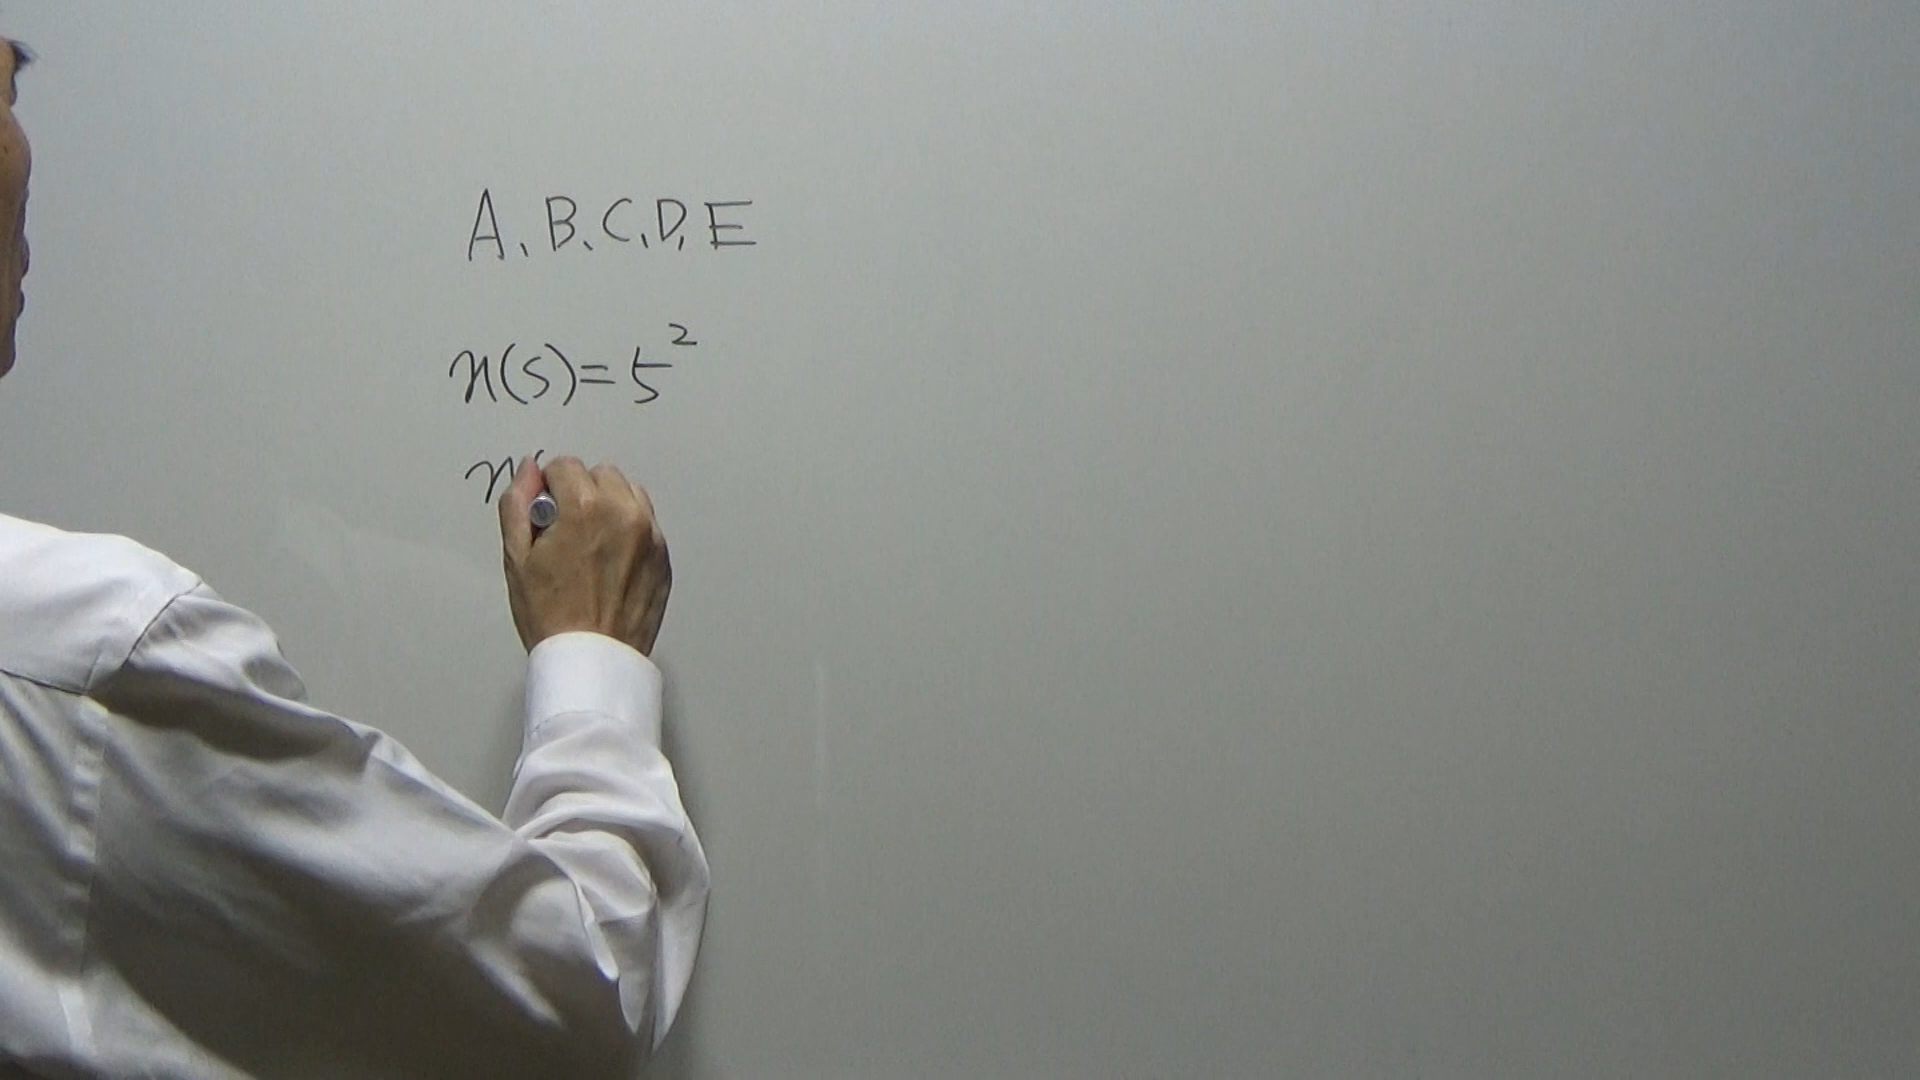 A, B, C, D, E
n(S) = 5²
n(